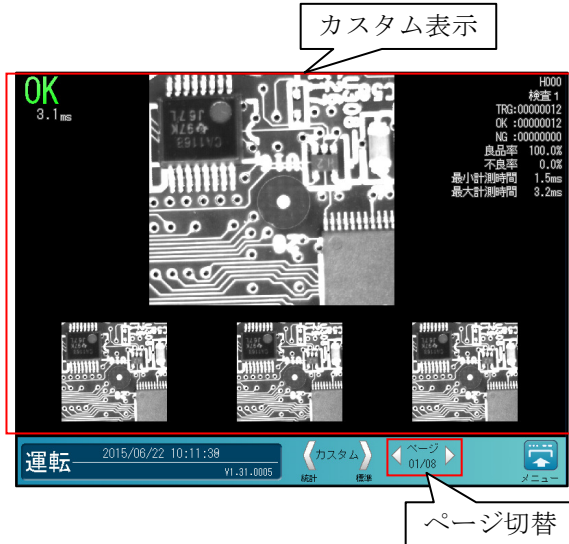 カスタム表示
OK
3.1ms
H000
検査1
TRG:00000012
OK :00000012
NG :00000000
良品率 100.0%
不良率 0.0%
最小計測時間 1.5ms
最大計測時間 3.2ms
運転
2015/06/22 10:11:39
V1.31.0005
カスタム
統計 標準
ページ
01/08
メニュー
ページ切替